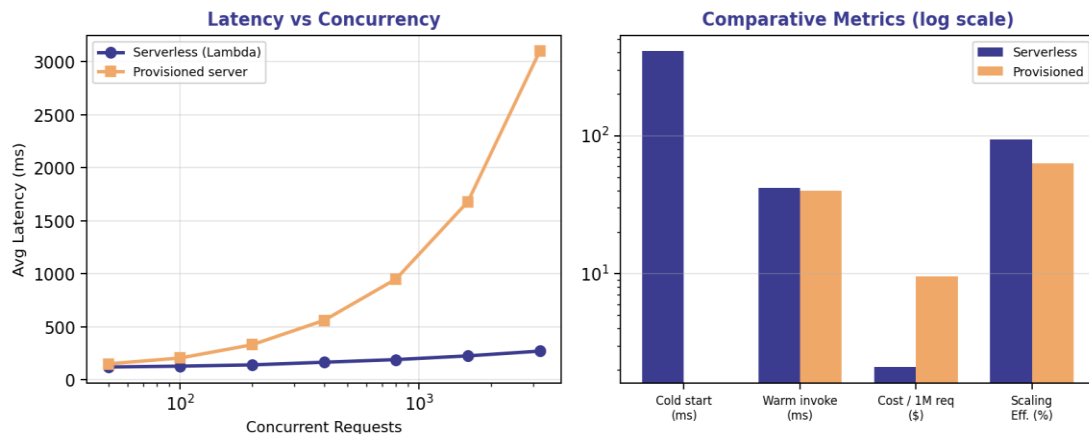 Latency vs Concurrency
Serverless (Lambda)
Provisioned server
3000
2500
2000
1500
1000
500
0
Avg Latency (ms)
10²
10³
Concurrent Requests
Comparative Metrics (log scale)
Serverless
Provisioned
10²
10¹
Cold start
(ms)
Warm invoke
(ms)
Cost / 1M req
($)
Scaling
Eff. (%)